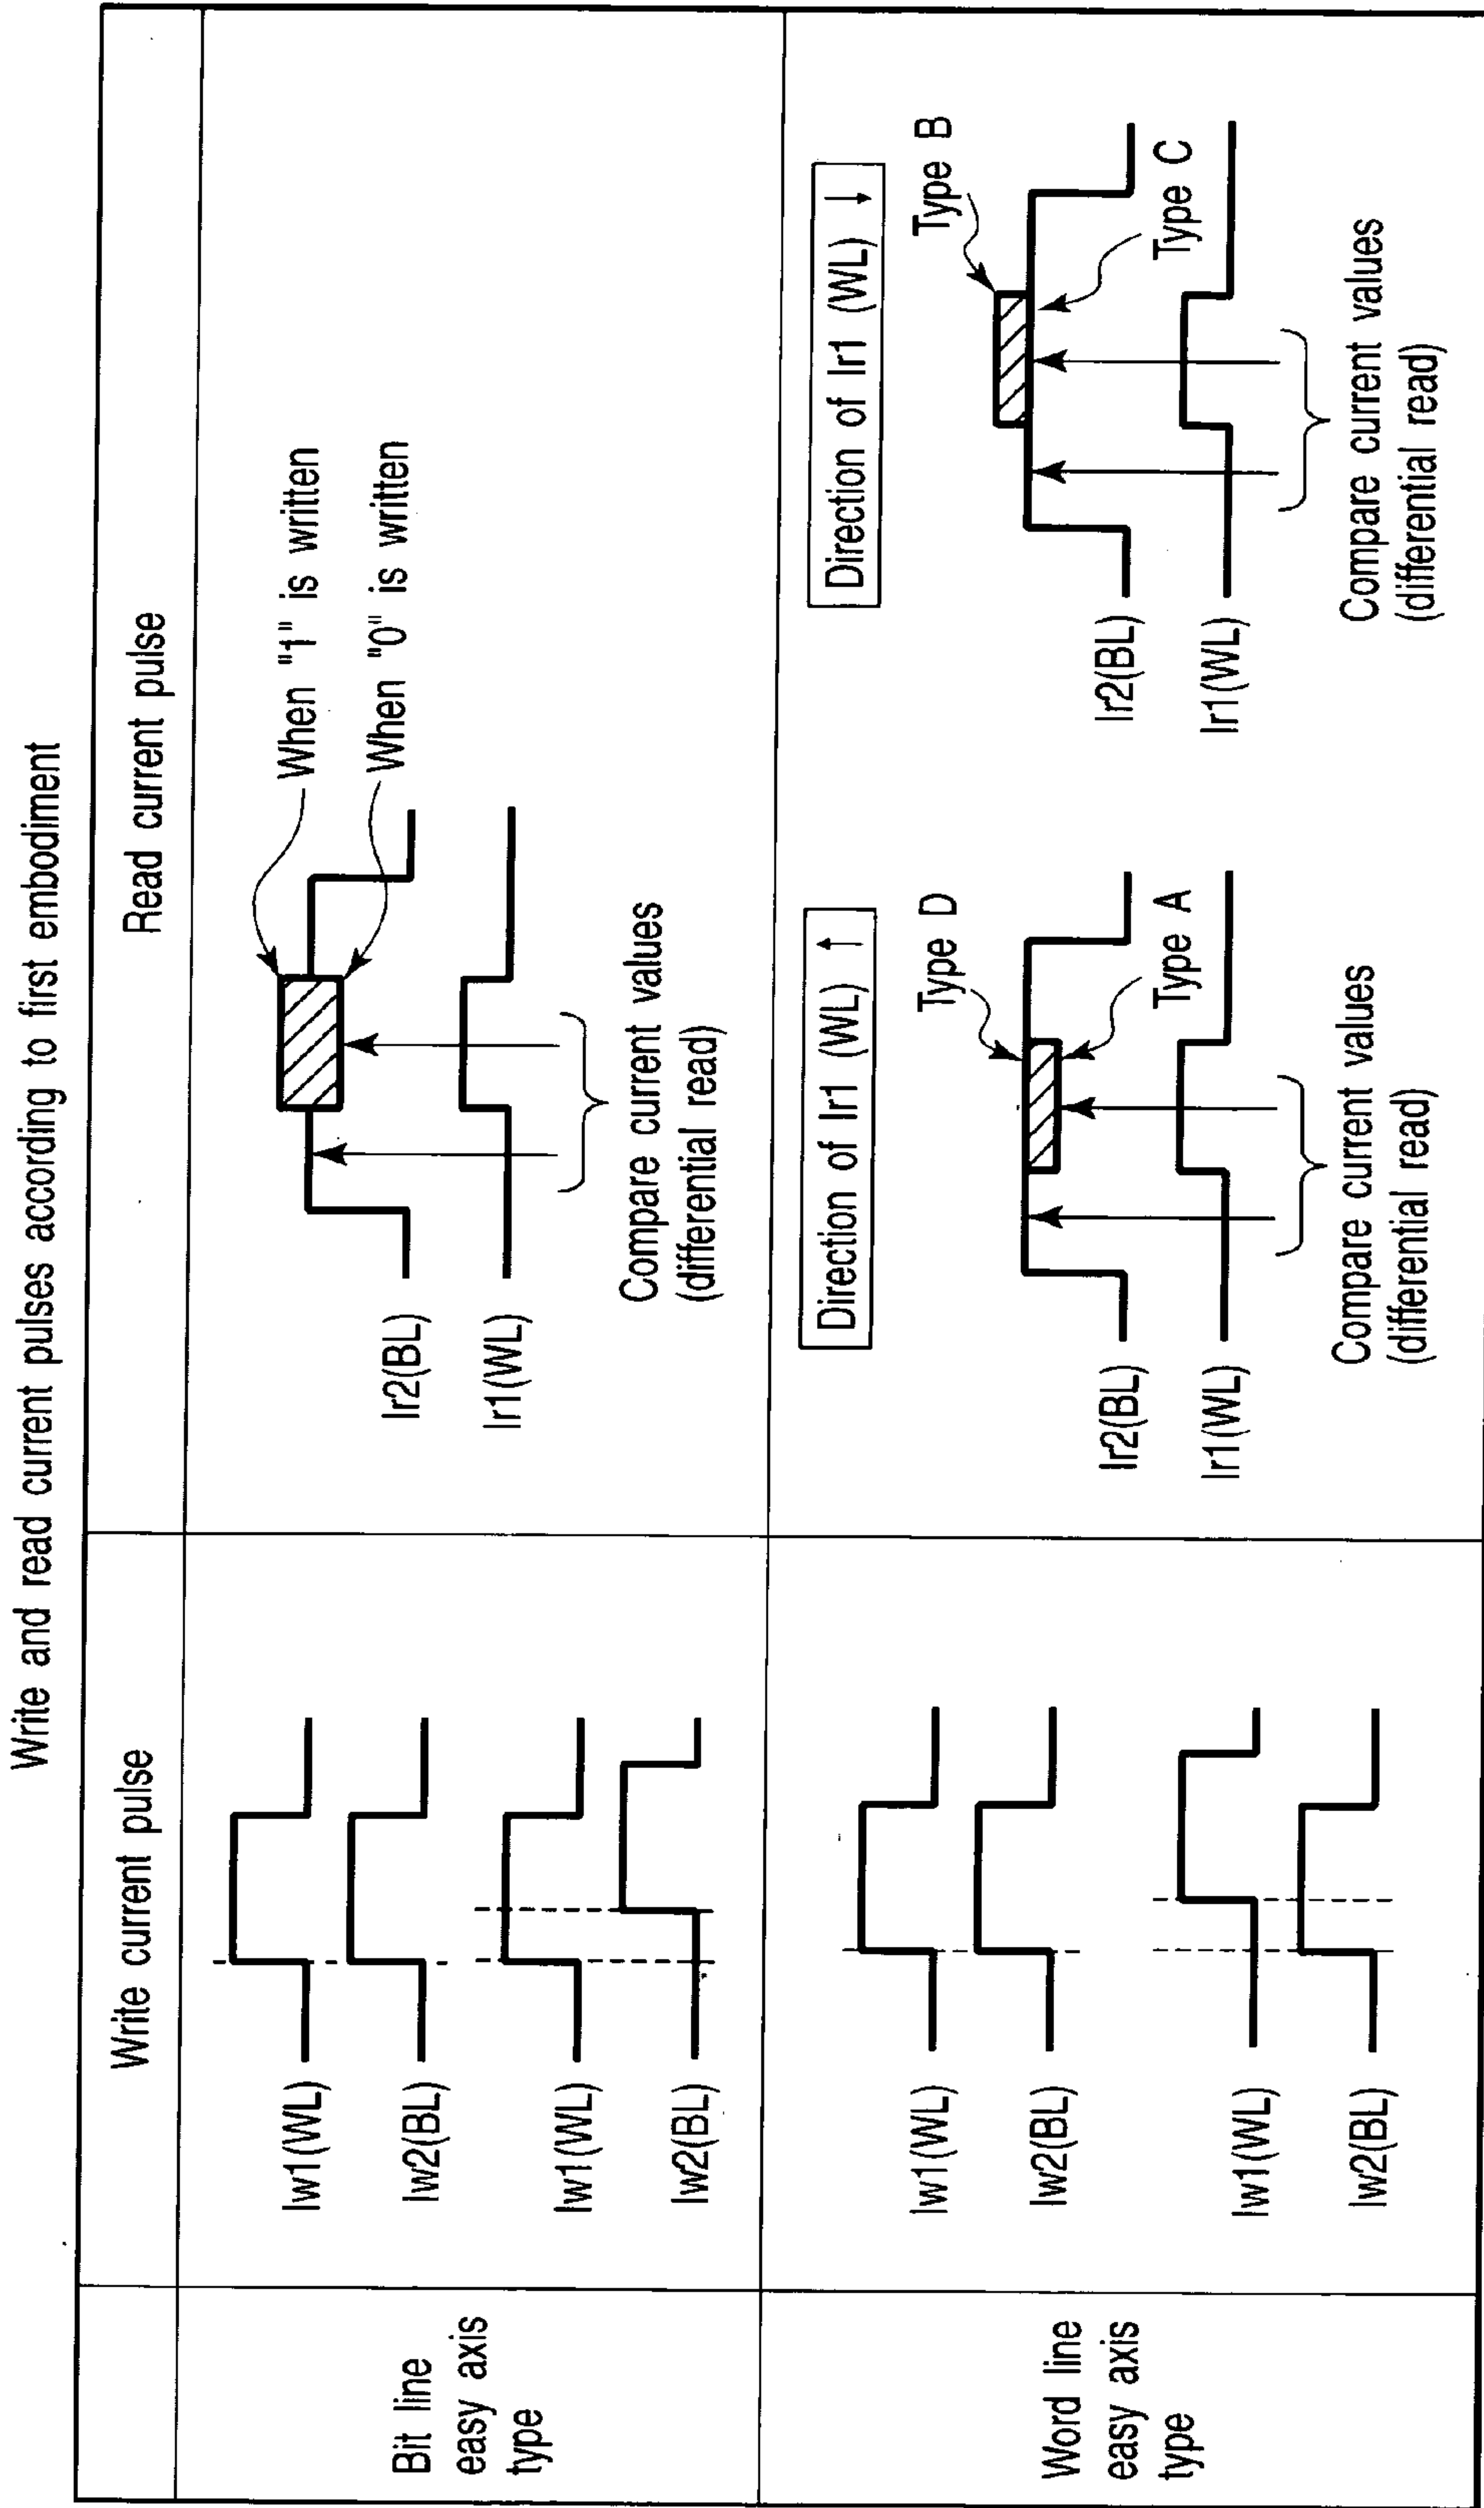 Write and read current pulses according to first embodiment
Write current pulse
Read current pulse
Bit line
easy axis
type
Iw1(WL)
Iw2(BL)
Iw1(WL)
Iw2(BL)
When "1" is written
When "0" is written
Ir2(BL)
Ir1(WL)
Compare current values
(differential read)
Word line
easy axis
type
Iw1(WL)
Iw2(BL)
Iw1(WL)
Iw2(BL)
Direction of Ir1 (WL) ↑
Type D
Ir2(BL)
Type A
Ir1(WL)
Compare current values
(differential read)
Direction of Ir1 (WL) ↓
Type B
Ir2(BL)
Type C
Ir1(WL)
Compare current values
(differential read)